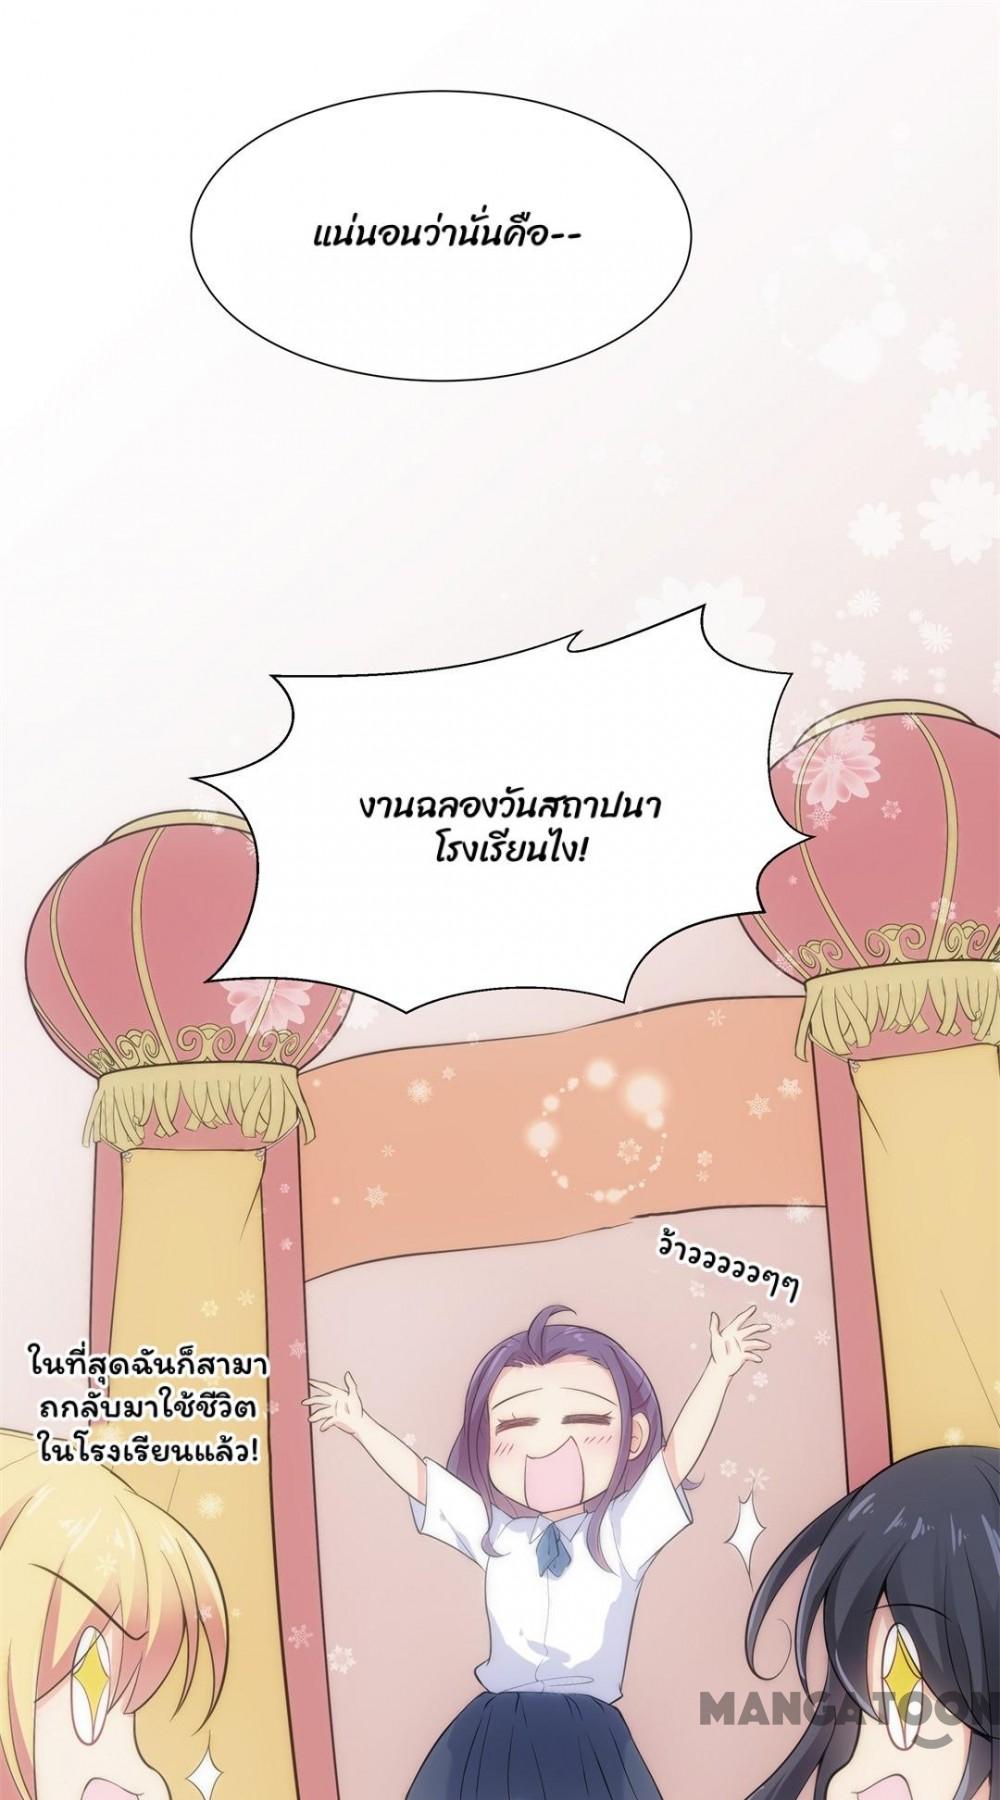 แน่นอนว่านั่นคือ--
งานฉลองวันสถาปนา
โรงเรียนไง!
ว้าวววววๆๆ
ในที่สุดฉันก็สามา
ถกลับมาใช้ชีวิต
ในโรงเรียนแล้ว!
MANGATOON